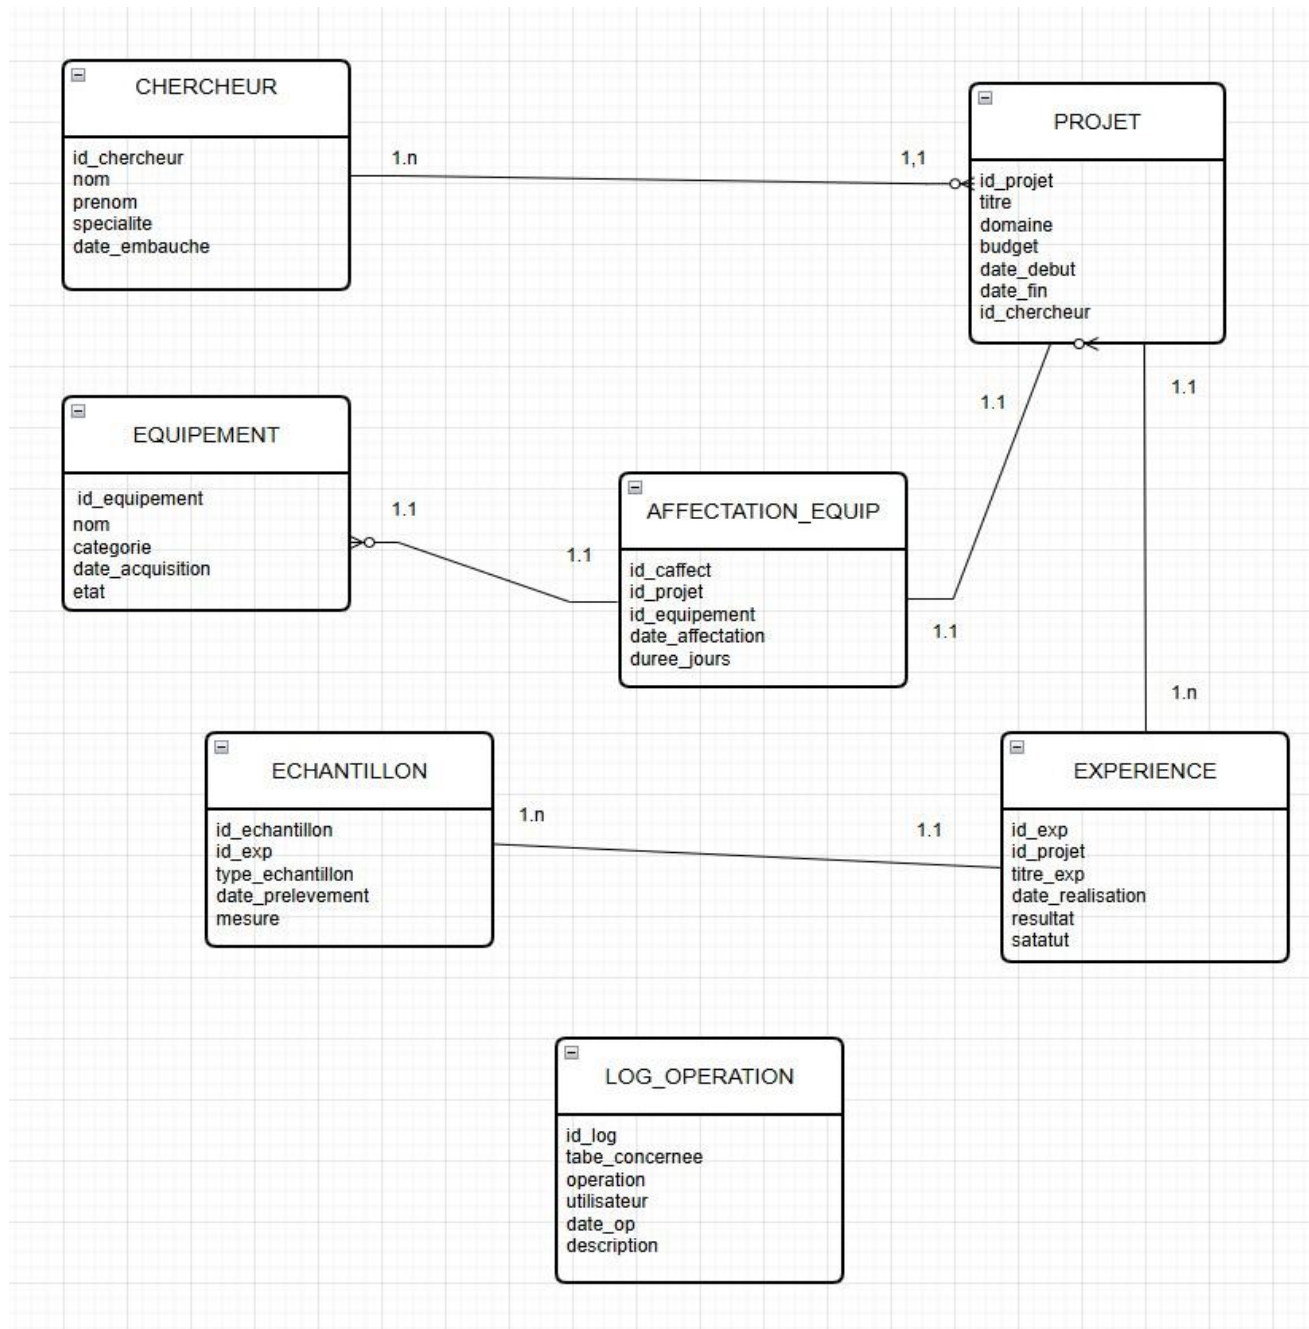 CHERCHEUR
id_chercheur
nom
prenom
specialite
date_embauche
1.n
1,1
PROJET
id_projet
titre
domaine
budget
date_debut
date_fin
id_chercheur
1.1
1.1
EQUIPEMENT
id_equipement
nom
categorie
date_acquisition
etat
1.1
1.1
AFFECTATION_EQUIP
id_caffect
id_projet
id_equipement
date_affectation
duree_jours
1.1
1.n
ECHANTILLON
id_echantillon
id_exp
type_echantillon
date_prelevement
mesure
1.n
1.1
EXPERIENCE
id_exp
id_projet
titre_exp
date_realisation
resultat
satatut
LOG_OPERATION
id_log
tabe_concernee
operation
utilisateur
date_op
description